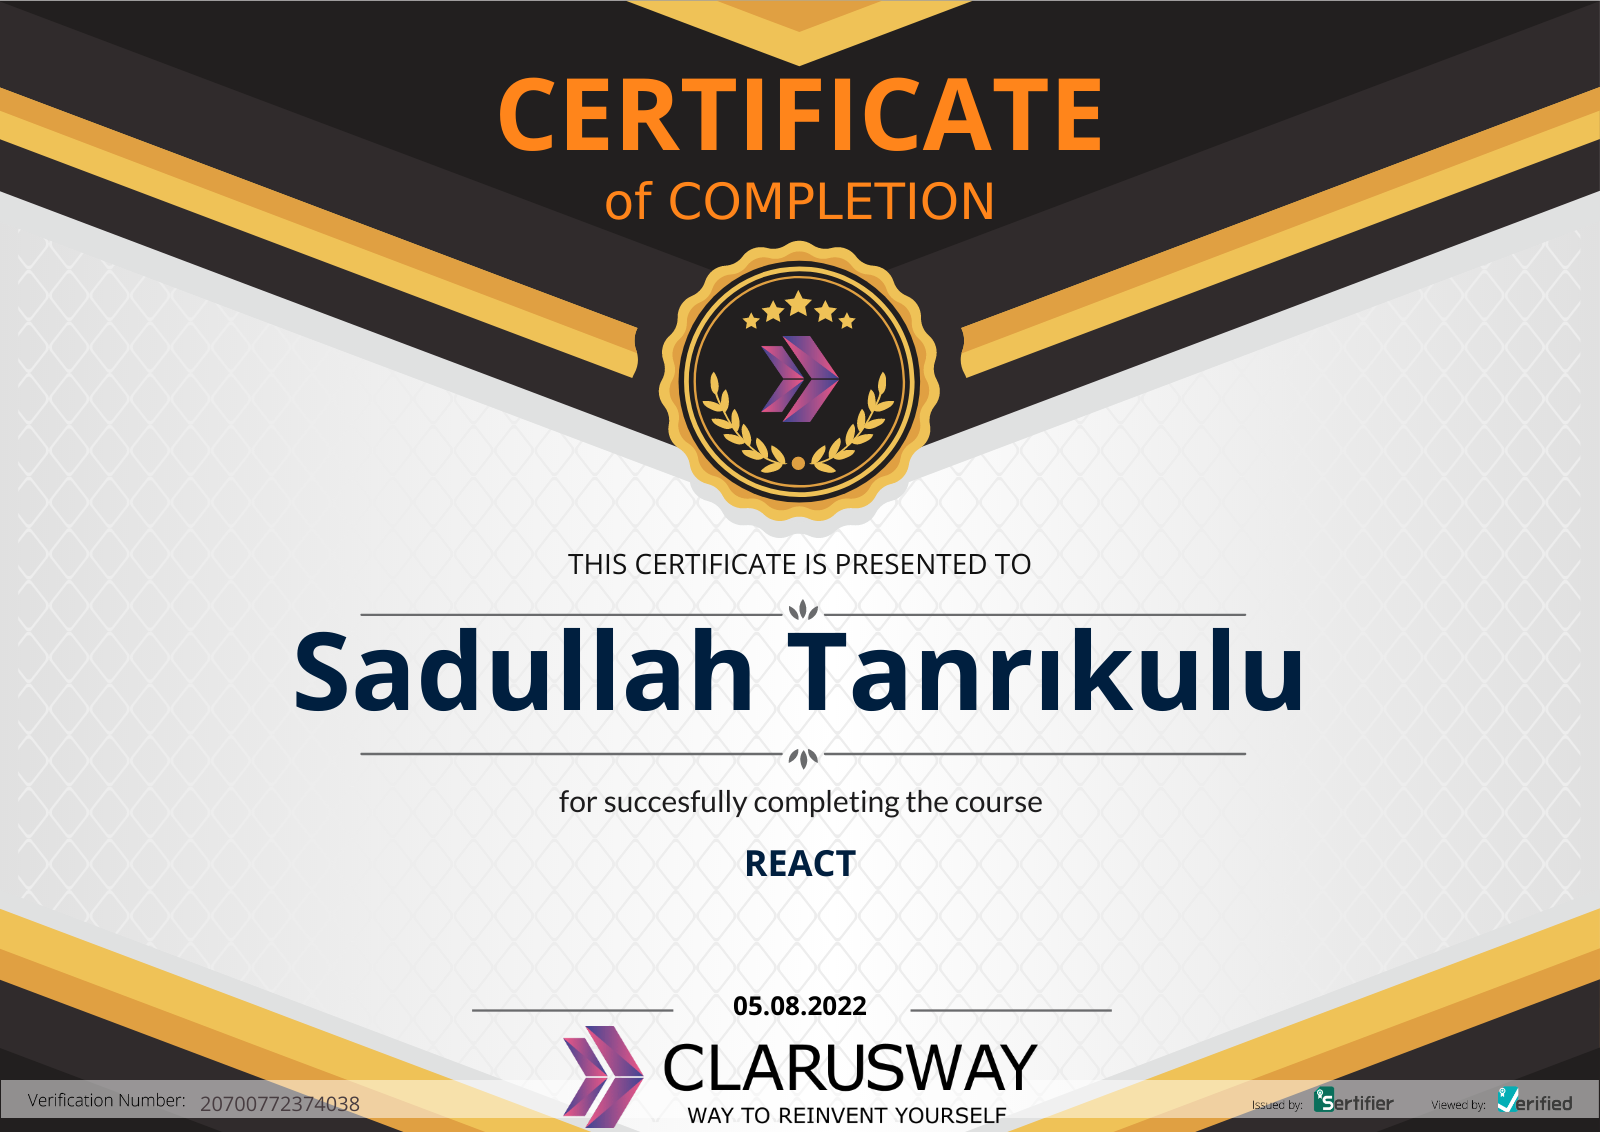 CERTIFICATE
of COMPLETION
THIS CERTIFICATE IS PRESENTED TO
Sadullah Tanrıkulu
for succesfully completing the course
REACT
05.08.2022
CLARUSWAY
WAY TO REINVENT YOURSELF
Verification Number: 20700772374038
Issued by: Sertifier
Viewed by: Verified